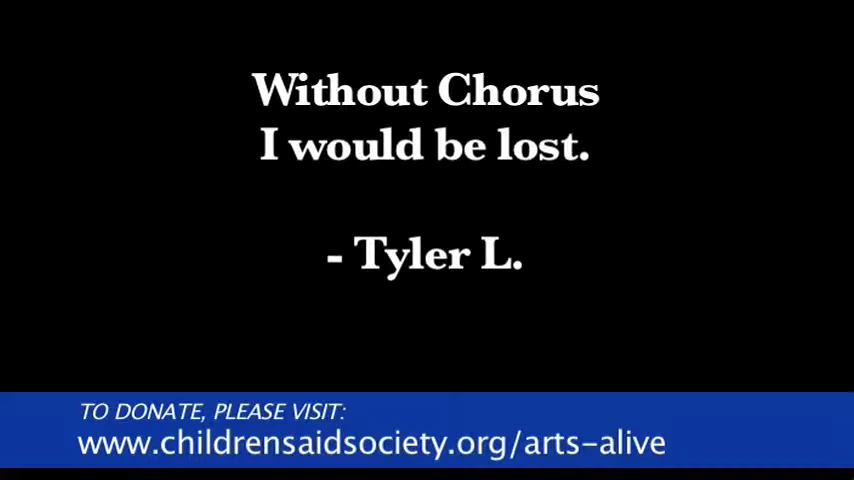 Without Chorus
I would be lost.
- Tyler L.
TO DONATE, PLEASE VISIT:
www.childrensaidsociety.org/arts-alive